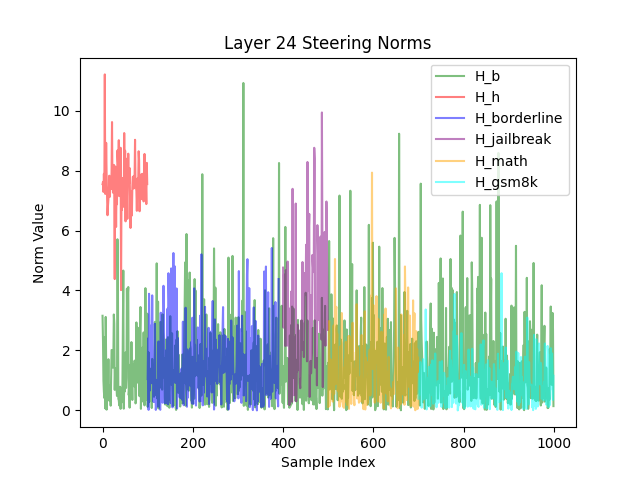 Layer 24 Steering Norms
H_b
H_h
H_borderline
H_jailbreak
H_math
H_gsm8k
Norm Value
10
8
6
4
2
0
0
200
400
600
800
1000
Sample Index